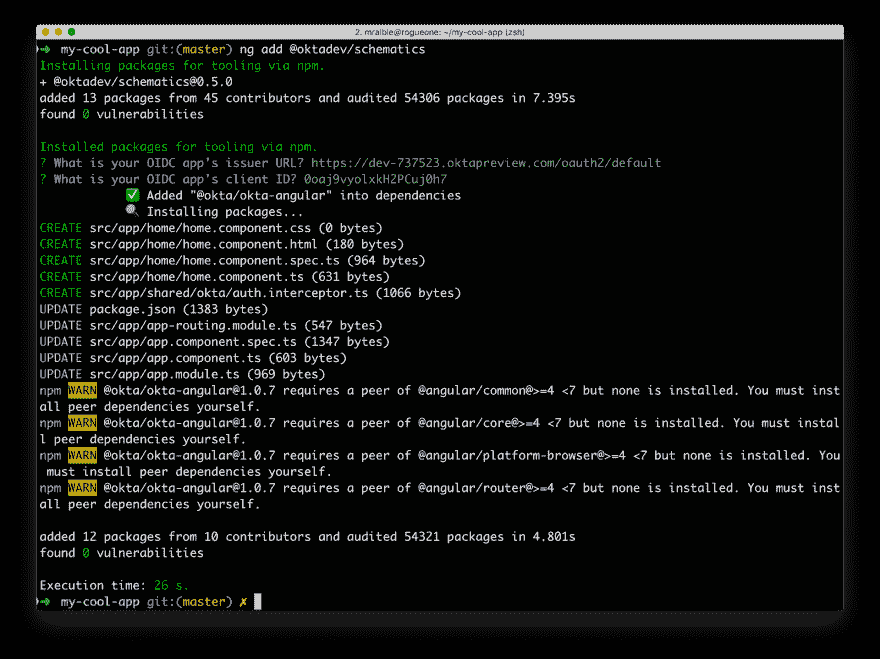 2. mraible@rogueone: ~/my-cool-app (zsh)
➜ my-cool-app git:(master) ng add @oktadev/schematics
Installing packages for tooling via npm.
+ @oktadev/schematics@0.5.0
added 13 packages from 45 contributors and audited 54306 packages in 7.395s
found 0 vulnerabilities
Installed packages for tooling via npm.
? What is your OIDC app's issuer URL? https://dev-737523.oktapreview.com/oauth2/default
? What is your OIDC app's client ID? 0oaj9vyolxkH2PCuj0h7
✅ Added "@okta/okta-angular" into dependencies
🔍 Installing packages...
CREATE src/app/home/home.component.css (0 bytes)
CREATE src/app/home/home.component.html (180 bytes)
CREATE src/app/home/home.component.spec.ts (964 bytes)
CREATE src/app/home/home.component.ts (631 bytes)
CREATE src/app/shared/okta/auth.interceptor.ts (1066 bytes)
UPDATE package.json (1383 bytes)
UPDATE src/app/app-routing.module.ts (547 bytes)
UPDATE src/app/app.component.spec.ts (1347 bytes)
UPDATE src/app/app.component.ts (603 bytes)
UPDATE src/app/app.module.ts (969 bytes)
npm WARN @okta/okta-angular@1.0.7 requires a peer of @angular/common@>=4 <7 but none is installed. You must inst
all peer dependencies yourself.
npm WARN @okta/okta-angular@1.0.7 requires a peer of @angular/core@>=4 <7 but none is installed. You must instal
l peer dependencies yourself.
npm WARN @okta/okta-angular@1.0.7 requires a peer of @angular/platform-browser@>=4 <7 but none is installed. You
must install peer dependencies yourself.
npm WARN @okta/okta-angular@1.0.7 requires a peer of @angular/router@>=4 <7 but none is installed. You must inst
all peer dependencies yourself.
added 12 packages from 10 contributors and audited 54321 packages in 4.801s
found 0 vulnerabilities
Execution time: 26 s.
➜ my-cool-app git:(master) ✗